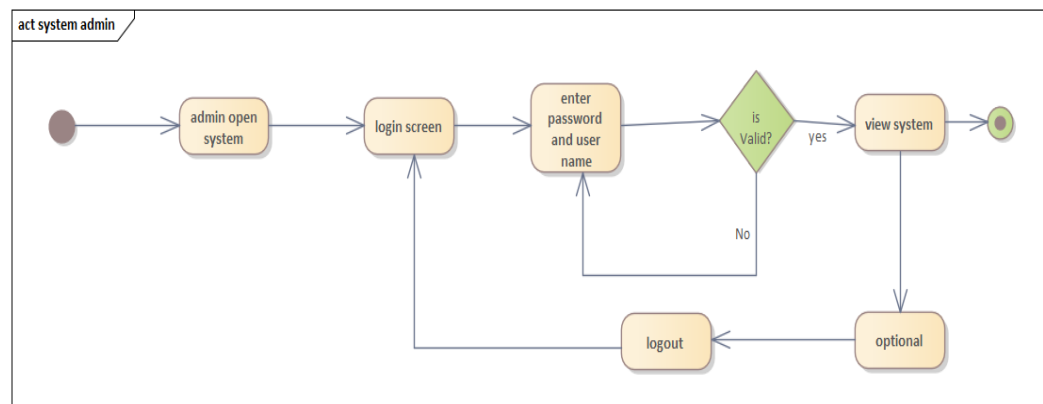 act system admin
admin open
system
login screen
enter
password
and user
name
is
Valid?
yes
view system
No
logout
optional